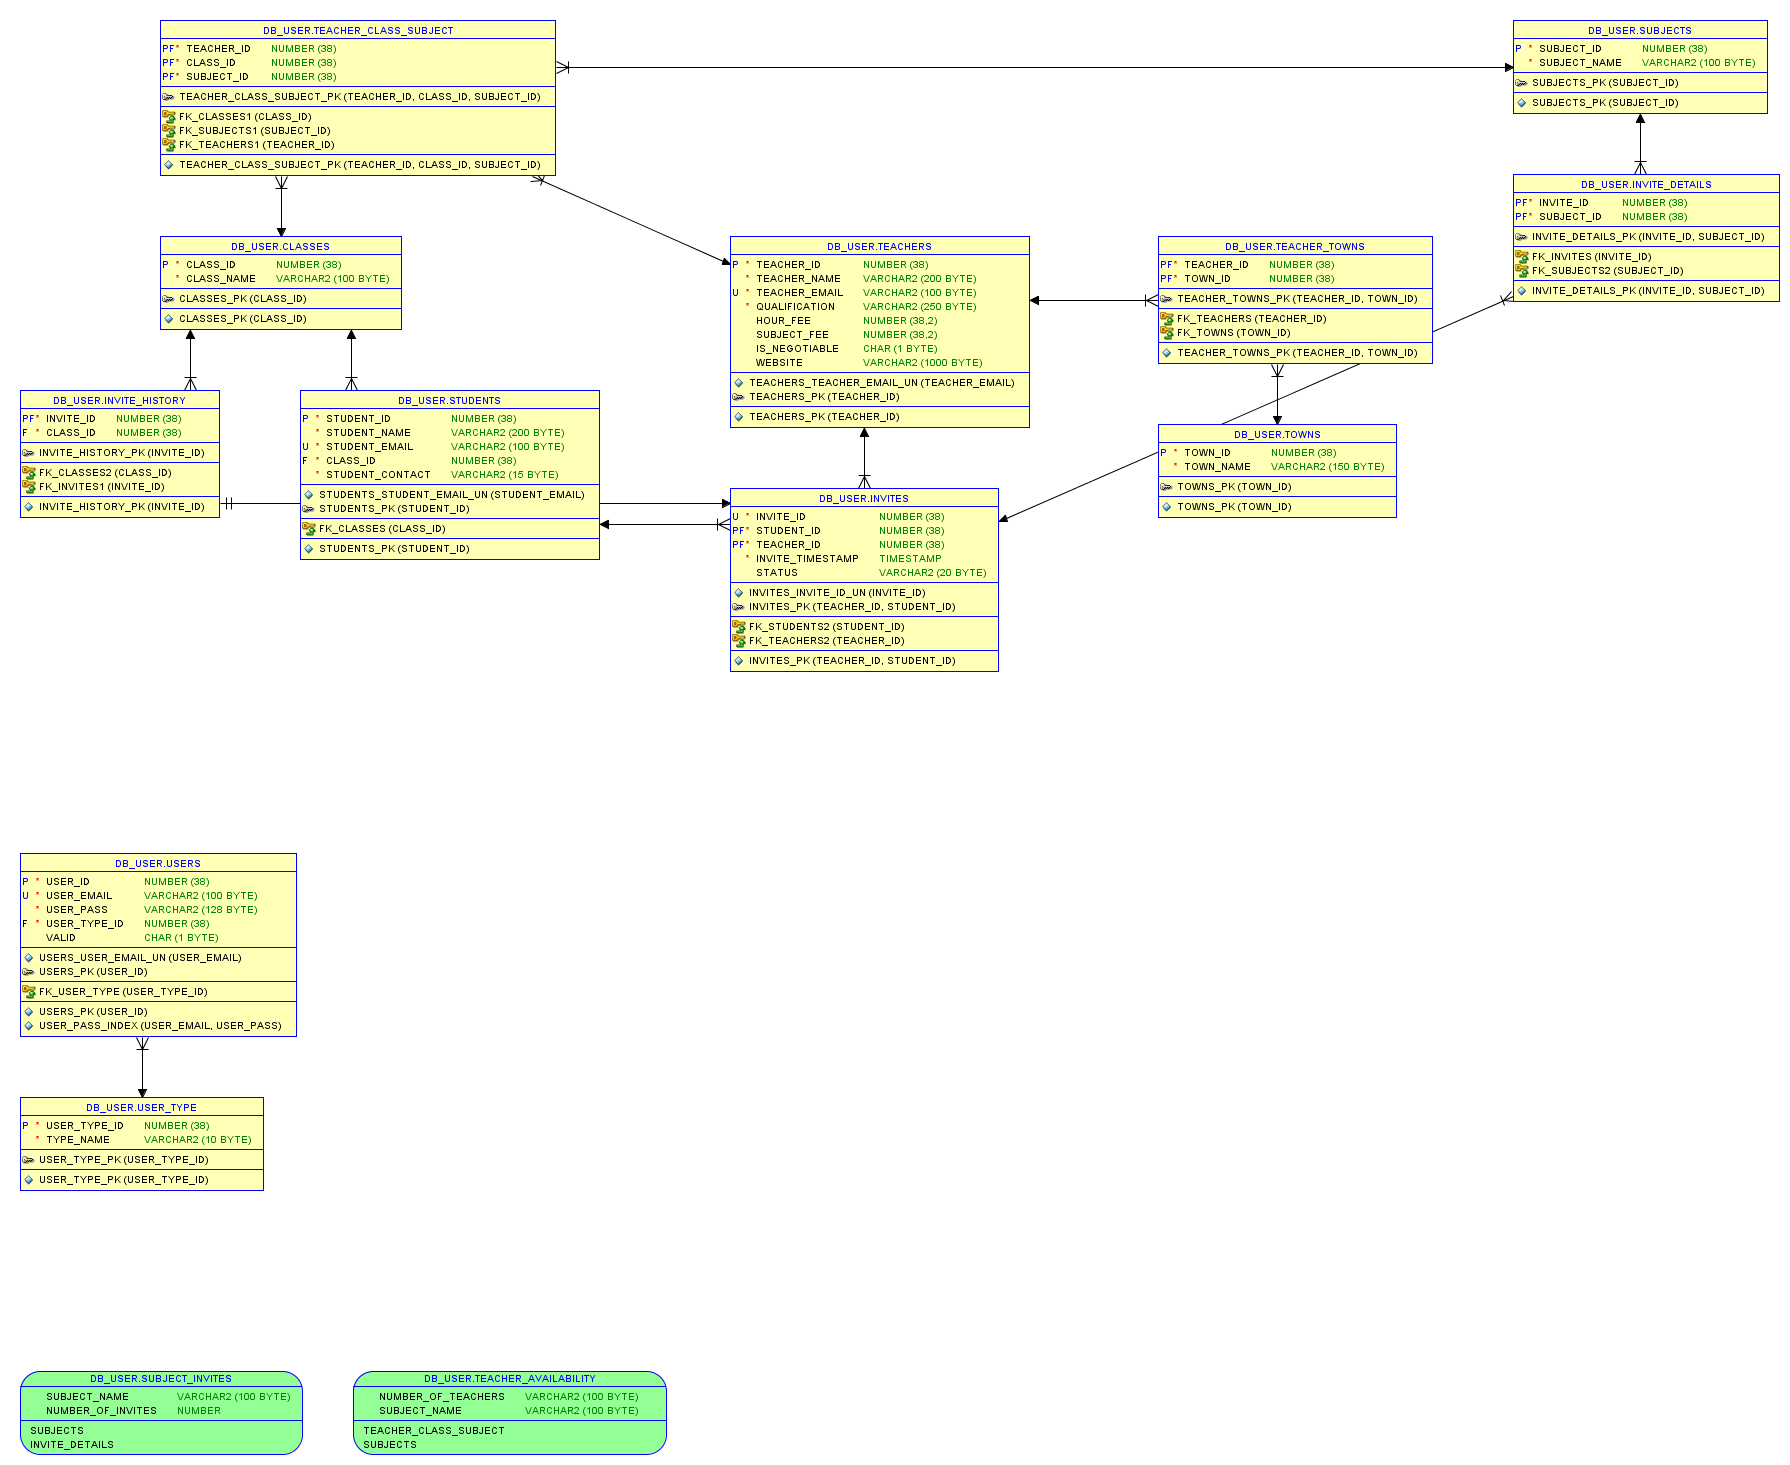 DB_USER.TEACHER_CLASS_SUBJECT
PF* TEACHER_ID NUMBER (38)
PF* CLASS_ID NUMBER (38)
PF* SUBJECT_ID NUMBER (38)
TEACHER_CLASS_SUBJECT_PK (TEACHER_ID, CLASS_ID, SUBJECT_ID)
FK_CLASSES1 (CLASS_ID)
FK_SUBJECTS1 (SUBJECT_ID)
FK_TEACHERS1 (TEACHER_ID)
TEACHER_CLASS_SUBJECT_PK (TEACHER_ID, CLASS_ID, SUBJECT_ID)
DB_USER.SUBJECTS
P * SUBJECT_ID NUMBER (38)
* SUBJECT_NAME VARCHAR2 (100 BYTE)
SUBJECTS_PK (SUBJECT_ID)
SUBJECTS_PK (SUBJECT_ID)
DB_USER.INVITE_DETAILS
PF* INVITE_ID NUMBER (38)
PF* SUBJECT_ID NUMBER (38)
INVITE_DETAILS_PK (INVITE_ID, SUBJECT_ID)
FK_INVITES (INVITE_ID)
FK_SUBJECTS2 (SUBJECT_ID)
INVITE_DETAILS_PK (INVITE_ID, SUBJECT_ID)
DB_USER.CLASSES
P * CLASS_ID NUMBER (38)
* CLASS_NAME VARCHAR2 (100 BYTE)
CLASSES_PK (CLASS_ID)
CLASSES_PK (CLASS_ID)
DB_USER.TEACHERS
P * TEACHER_ID NUMBER (38)
* TEACHER_NAME VARCHAR2 (200 BYTE)
U * TEACHER_EMAIL VARCHAR2 (100 BYTE)
* QUALIFICATION VARCHAR2 (250 BYTE)
HOUR_FEE NUMBER (38,2)
SUBJECT_FEE NUMBER (38,2)
IS_NEGOTIABLE CHAR (1 BYTE)
WEBSITE VARCHAR2 (1000 BYTE)
TEACHERS_TEACHER_EMAIL_UN (TEACHER_EMAIL)
TEACHERS_PK (TEACHER_ID)
TEACHERS_PK (TEACHER_ID)
DB_USER.TEACHER_TOWNS
PF* TEACHER_ID NUMBER (38)
PF* TOWN_ID NUMBER (38)
TEACHER_TOWNS_PK (TEACHER_ID, TOWN_ID)
FK_TEACHERS (TEACHER_ID)
FK_TOWNS (TOWN_ID)
TEACHER_TOWNS_PK (TEACHER_ID, TOWN_ID)
DB_USER.INVITE_HISTORY
PF* INVITE_ID NUMBER (38)
F * CLASS_ID NUMBER (38)
INVITE_HISTORY_PK (INVITE_ID)
FK_CLASSES2 (CLASS_ID)
FK_INVITES1 (INVITE_ID)
INVITE_HISTORY_PK (INVITE_ID)
DB_USER.STUDENTS
P * STUDENT_ID NUMBER (38)
* STUDENT_NAME VARCHAR2 (200 BYTE)
U * STUDENT_EMAIL VARCHAR2 (100 BYTE)
F * CLASS_ID NUMBER (38)
* STUDENT_CONTACT VARCHAR2 (15 BYTE)
STUDENTS_STUDENT_EMAIL_UN (STUDENT_EMAIL)
STUDENTS_PK (STUDENT_ID)
FK_CLASSES (CLASS_ID)
STUDENTS_PK (STUDENT_ID)
DB_USER.TOWNS
P * TOWN_ID NUMBER (38)
* TOWN_NAME VARCHAR2 (150 BYTE)
TOWNS_PK (TOWN_ID)
TOWNS_PK (TOWN_ID)
DB_USER.INVITES
U * INVITE_ID NUMBER (38)
PF* STUDENT_ID NUMBER (38)
PF* TEACHER_ID NUMBER (38)
* INVITE_TIMESTAMP TIMESTAMP
STATUS VARCHAR2 (20 BYTE)
INVITES_INVITE_ID_UN (INVITE_ID)
INVITES_PK (TEACHER_ID, STUDENT_ID)
FK_STUDENTS2 (STUDENT_ID)
FK_TEACHERS2 (TEACHER_ID)
INVITES_PK (TEACHER_ID, STUDENT_ID)
DB_USER.USERS
P * USER_ID NUMBER (38)
U * USER_EMAIL VARCHAR2 (100 BYTE)
* USER_PASS VARCHAR2 (128 BYTE)
F * USER_TYPE_ID NUMBER (38)
VALID CHAR (1 BYTE)
USERS_USER_EMAIL_UN (USER_EMAIL)
USERS_PK (USER_ID)
FK_USER_TYPE (USER_TYPE_ID)
USERS_PK (USER_ID)
USER_PASS_INDEX (USER_EMAIL, USER_PASS)
DB_USER.USER_TYPE
P * USER_TYPE_ID NUMBER (38)
* TYPE_NAME VARCHAR2 (10 BYTE)
USER_TYPE_PK (USER_TYPE_ID)
USER_TYPE_PK (USER_TYPE_ID)
DB_USER.SUBJECT_INVITES
SUBJECT_NAME VARCHAR2 (100 BYTE)
NUMBER_OF_INVITES NUMBER
SUBJECTS
INVITE_DETAILS
DB_USER.TEACHER_AVAILABILITY
NUMBER_OF_TEACHERS VARCHAR2 (100 BYTE)
SUBJECT_NAME VARCHAR2 (100 BYTE)
TEACHER_CLASS_SUBJECT
SUBJECTS